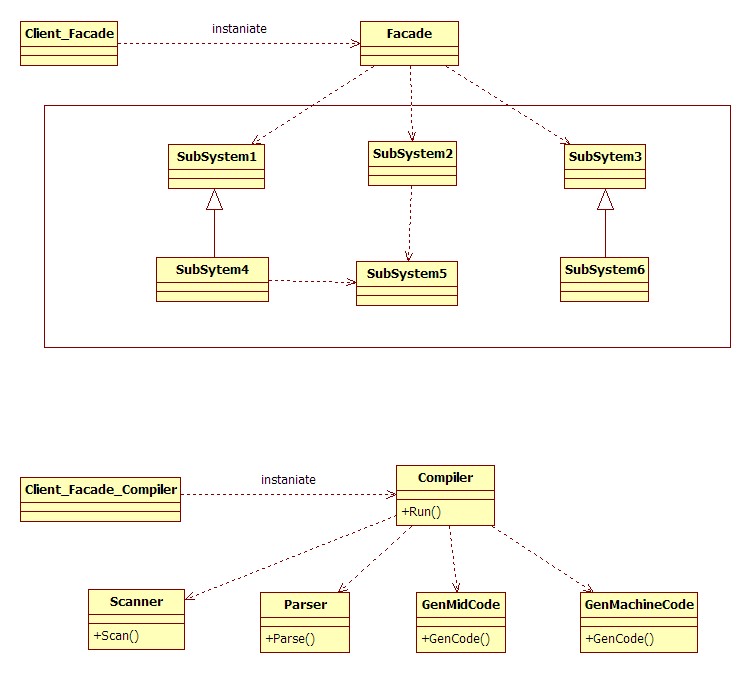 Client_Facade
instaniate
Facade
SubSystem1
SubSystem2
SubSytem3
SubSytem4
SubSystem5
SubSystem6
Client_Facade_Compiler
instaniate
Compiler
+Run()
Scanner
+Scan()
Parser
+Parse()
GenMidCode
+GenCode()
GenMachineCode
+GenCode()